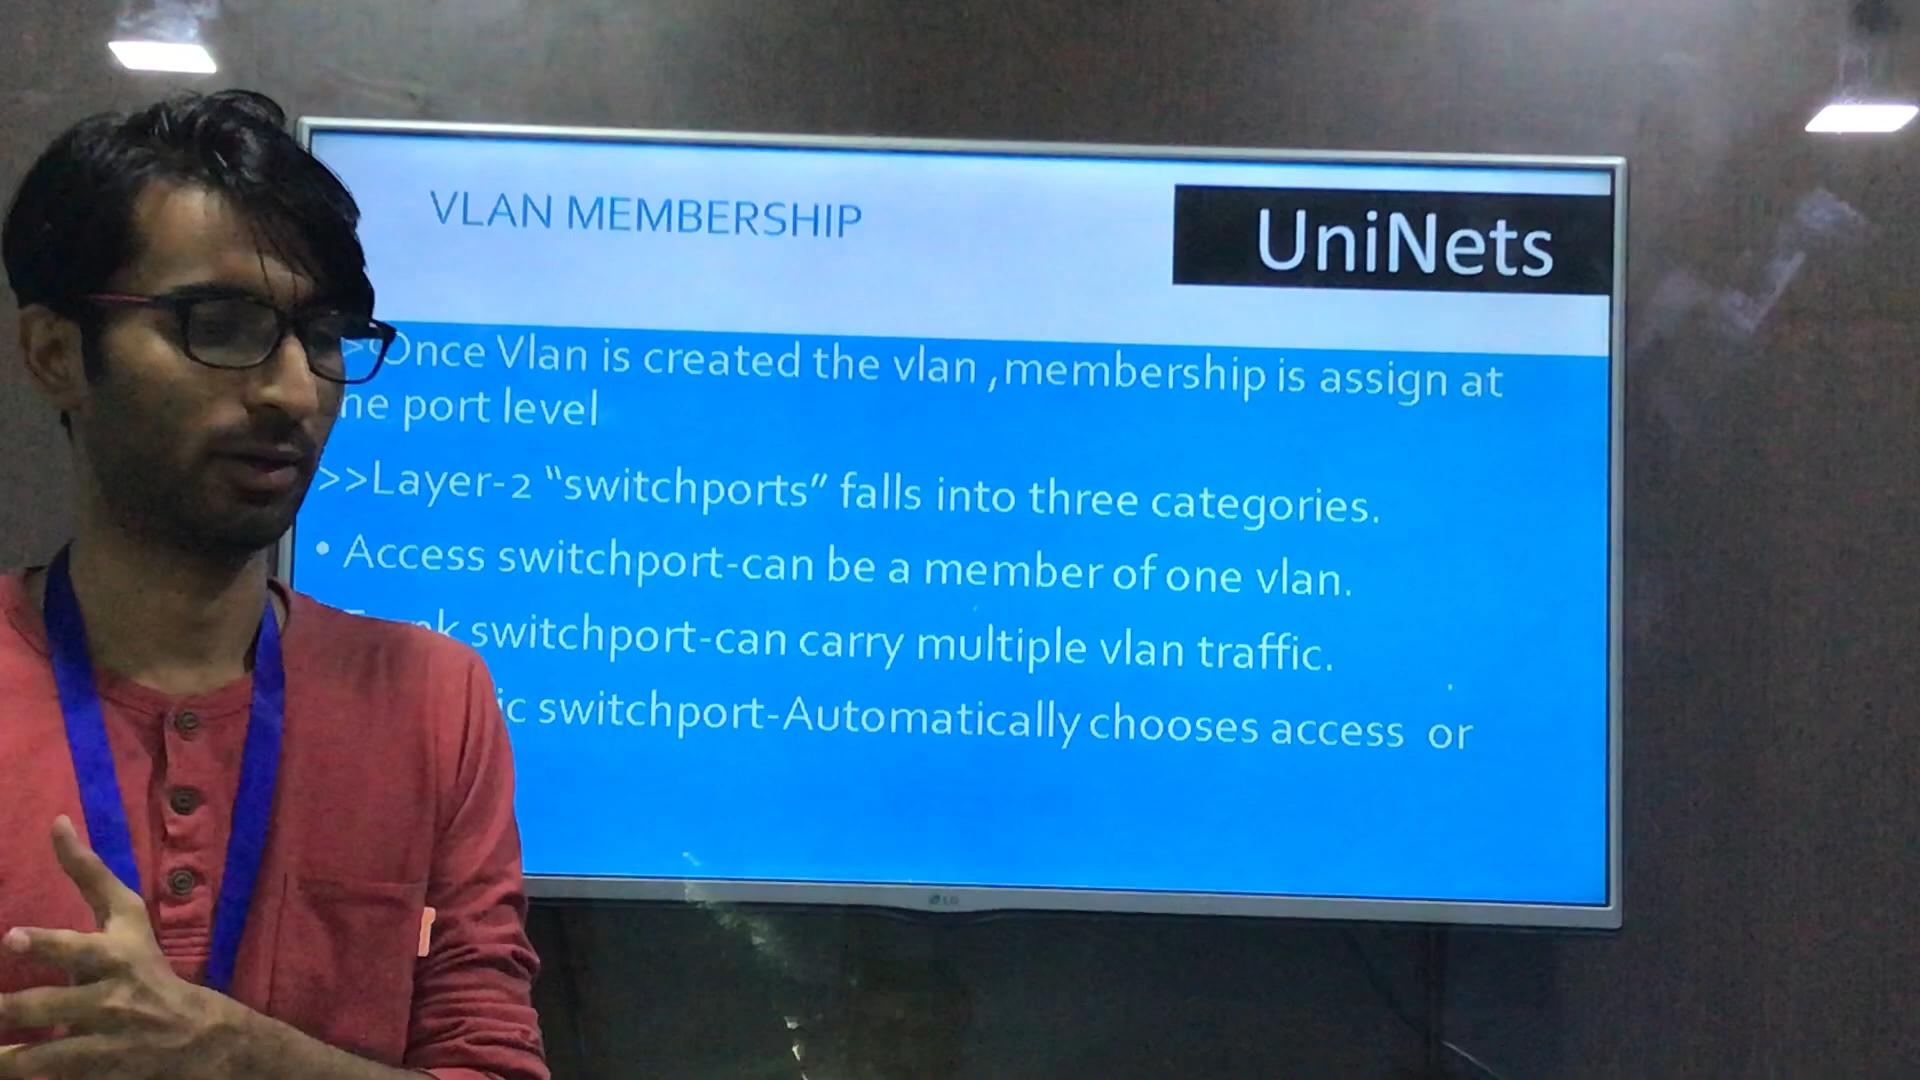 VLAN MEMBERSHIP
UniNets
>>Once Vlan is created the vlan ,membership is assign at
port level
>>Layer-2 “switchports” falls into three categories.
• Access switchport-can be a member of one vlan.
switchport-can carry multiple vlan traffic.
switchport-Automatically chooses access or
LG